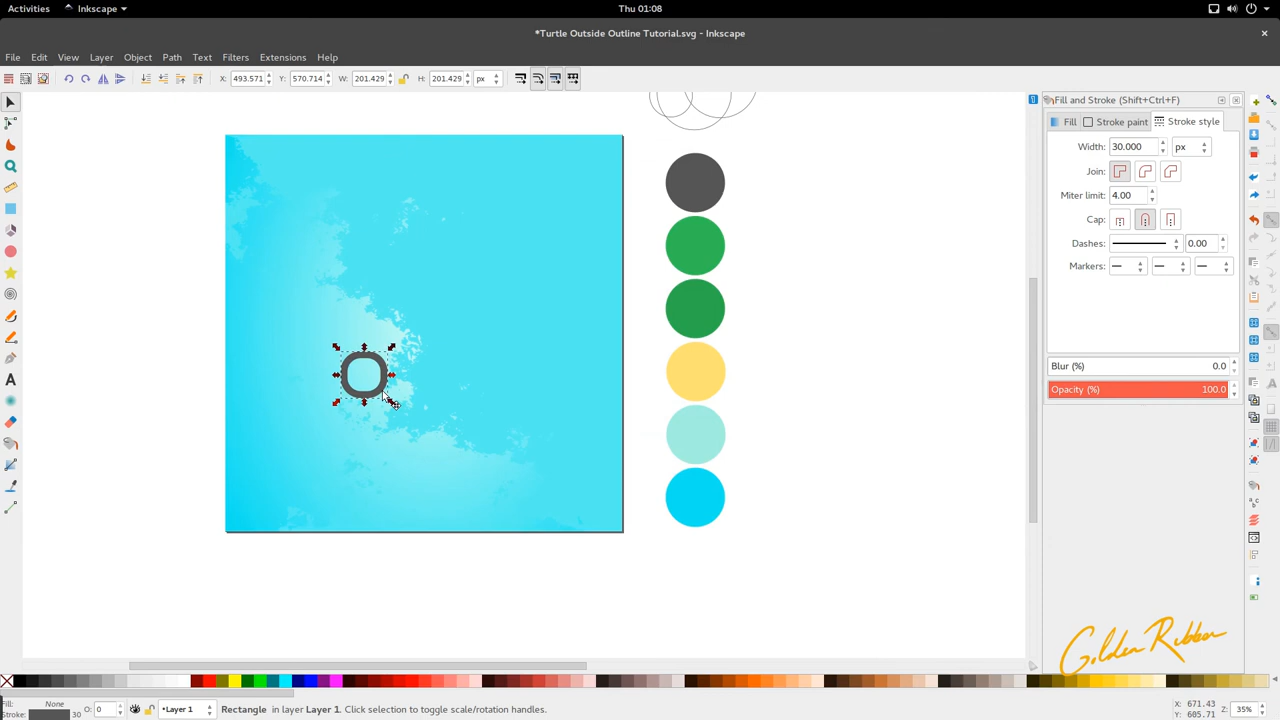 Activities Inkscape Thu 01:08
*Turtle Outside Outline Tutorial.svg - Inkscape
File Edit View Layer Object Path Text Filters Extensions Help
X: 493.571 Y: 570.714 W: 201.429 H: 201.429 px
Fill and Stroke (Shift+Ctrl+F)
Fill Stroke paint Stroke style
Width: 30.000 px
Join:
Miter limit: 4.00
Cap:
Dashes: 0.00
Markers:
Blur (%) 0.0
Opacity (%) 100.0
Golden Ribbon
Fill: None
Stroke: 30 O: 0 •Layer 1 Rectangle in layer Layer 1. Click selection to toggle scale/rotation handles.
X: 671.43
Y: 605.71
Z: 35%